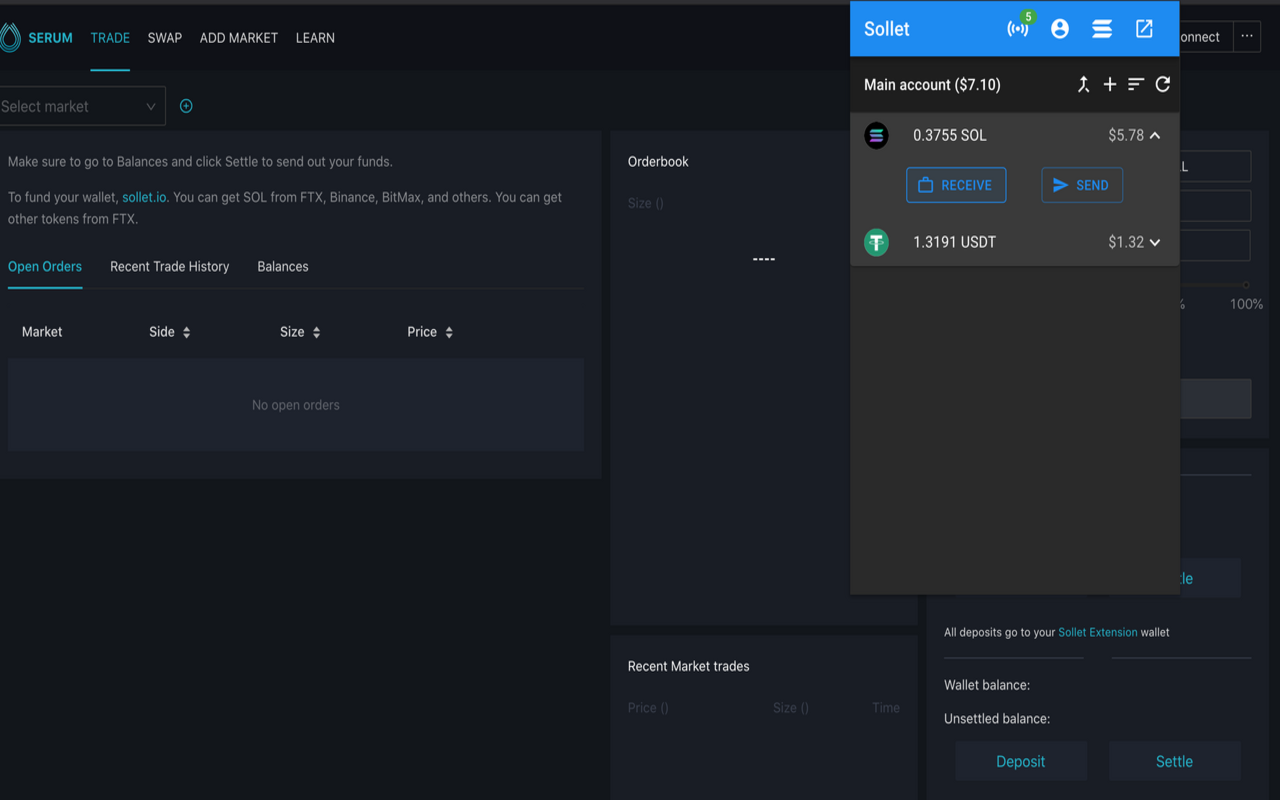 SERUM TRADE SWAP ADD MARKET LEARN
onnect ...
Select market
Make sure to go to Balances and click Settle to send out your funds.
To fund your wallet, sollet.io. You can get SOL from FTX, Binance, BitMax, and others. You can get
other tokens from FTX.
Open Orders Recent Trade History Balances
Market Side Size Price
No open orders
Orderbook
Size ()
----
Recent Market trades
Price () Size () Time
Sollet 5
Main account ($7.10)
0.3755 SOL $5.78
RECEIVE SEND
1.3191 USDT $1.32
L
% 100%
tle
All deposits go to your Sollet Extension wallet
Wallet balance:
Unsettled balance:
Deposit Settle